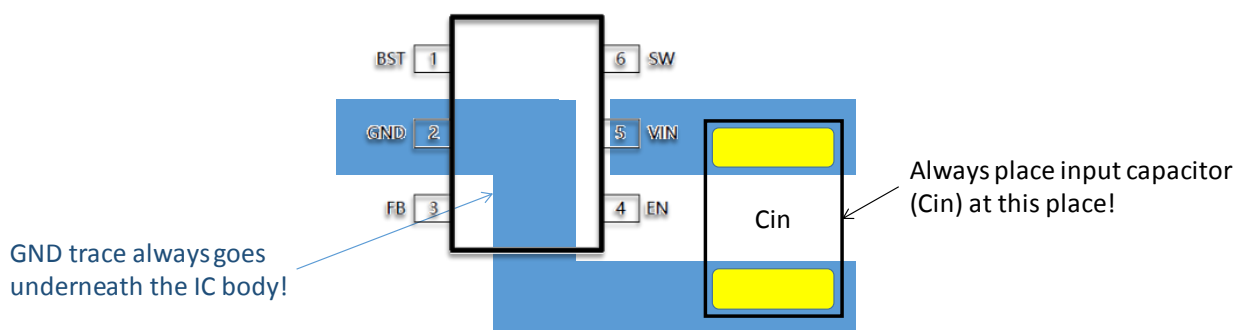 BST 1
6 SW
GND 2
5 VIN
FB 3
4 EN
Cin
Always place input capacitor
(Cin) at this place!
GND trace always goes
underneath the IC body!